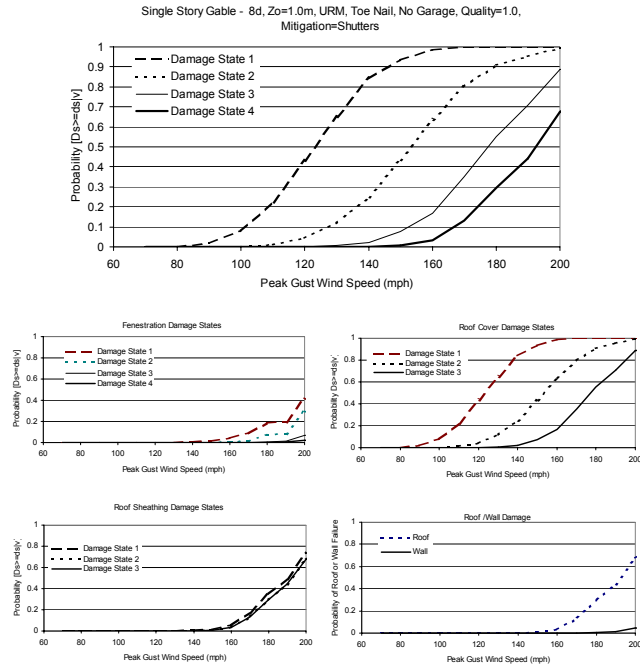 Single Story Gable - 8d, Zo=1.0m, URM, Toe Nail, No Garage, Quality=1.0,
Mitigation=Shutters
Probability [Ds>=ds|v]
1
0.9
0.8
0.7
0.6
0.5
0.4
0.3
0.2
0.1
0
Damage State 1
Damage State 2
Damage State 3
Damage State 4
60 80 100 120 140 160 180 200
Peak Gust Wind Speed (mph)
Fenestration Damage States
Probability [Ds>=ds|v]
1
0.8
0.6
0.4
0.2
0
Damage State 1
Damage State 2
Damage State 3
Damage State 4
60 80 100 120 140 160 180 200
Peak Gust Wind Speed (mph)
Roof Cover Damage States
Probability Ds>=ds|v
1
0.8
0.6
0.4
0.2
0
Damage State 1
Damage State 2
Damage State 3
60 80 100 120 140 160 180 200
Peak Gust Wind Speed (mph)
Roof Sheathing Damage States
Probability [Ds>=ds|v
1
0.8
0.6
0.4
0.2
0
Damage State 1
Damage State 2
Damage State 3
60 80 100 120 140 160 180 200
Peak Gust Wind Speed (mph)
Roof /Wall Damage
Probability of Roof or Wall Failure
1
0.8
0.6
0.4
0.2
0
Roof
Wall
60 80 100 120 140 160 180 200
Peak Gust Wind Speed (mph)